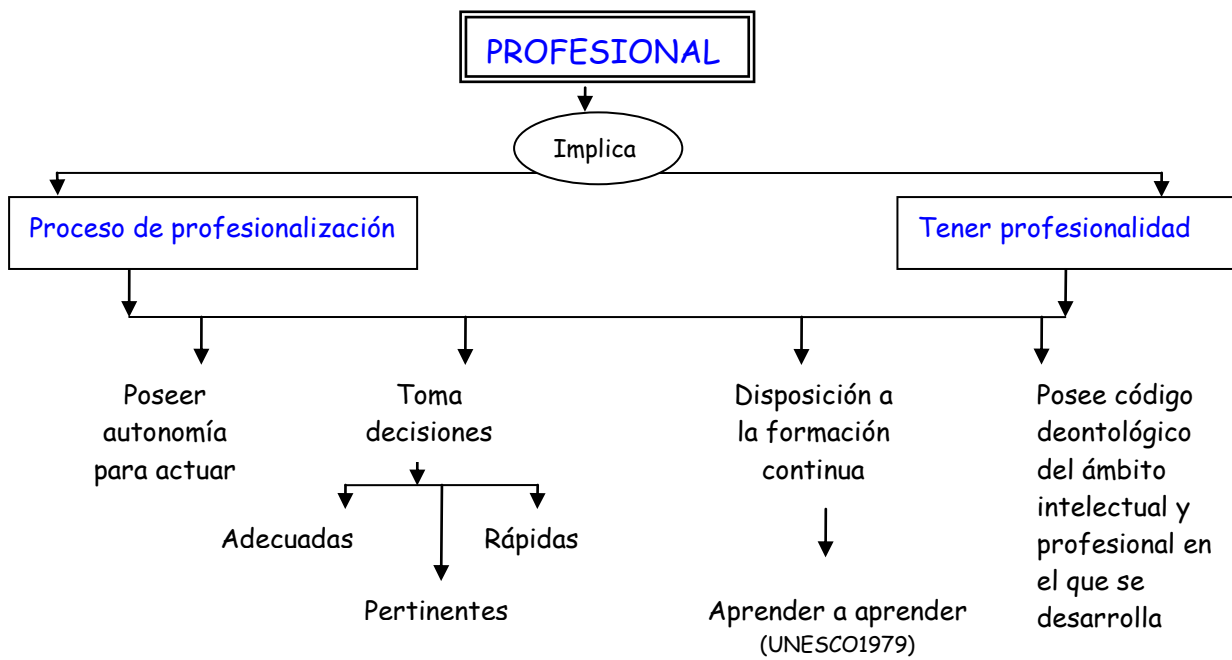 PROFESIONAL
Implica
Proceso de profesionalización
Tener profesionalidad
Poseer
autonomía
para actuar
Toma
decisiones
Adecuadas
Rápidas
Pertinentes
Disposición a
la formación
continua
Aprender a aprender
(UNESCO1979)
Posee código
deontológico
del ámbito
intelectual y
profesional en
el que se
desarrolla